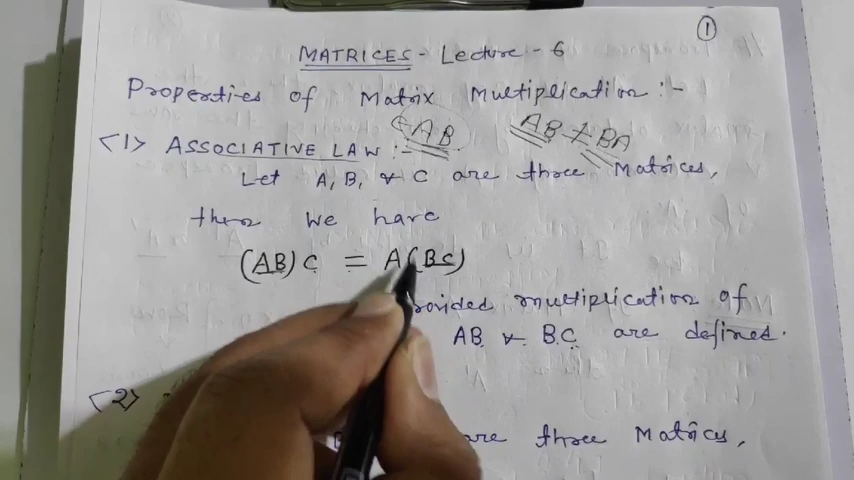 1
MATRICES - Lecture - 6
Properties of Matrix Multiplication :-
AB AB ≠ BA
<1> ASSOCIATIVE LAW :-
Let A, B, & C are three Matrices,
then we have
(AB) C = A(BC)
provided multiplication of
AB & BC are defined.
<2>
are three Matrices,